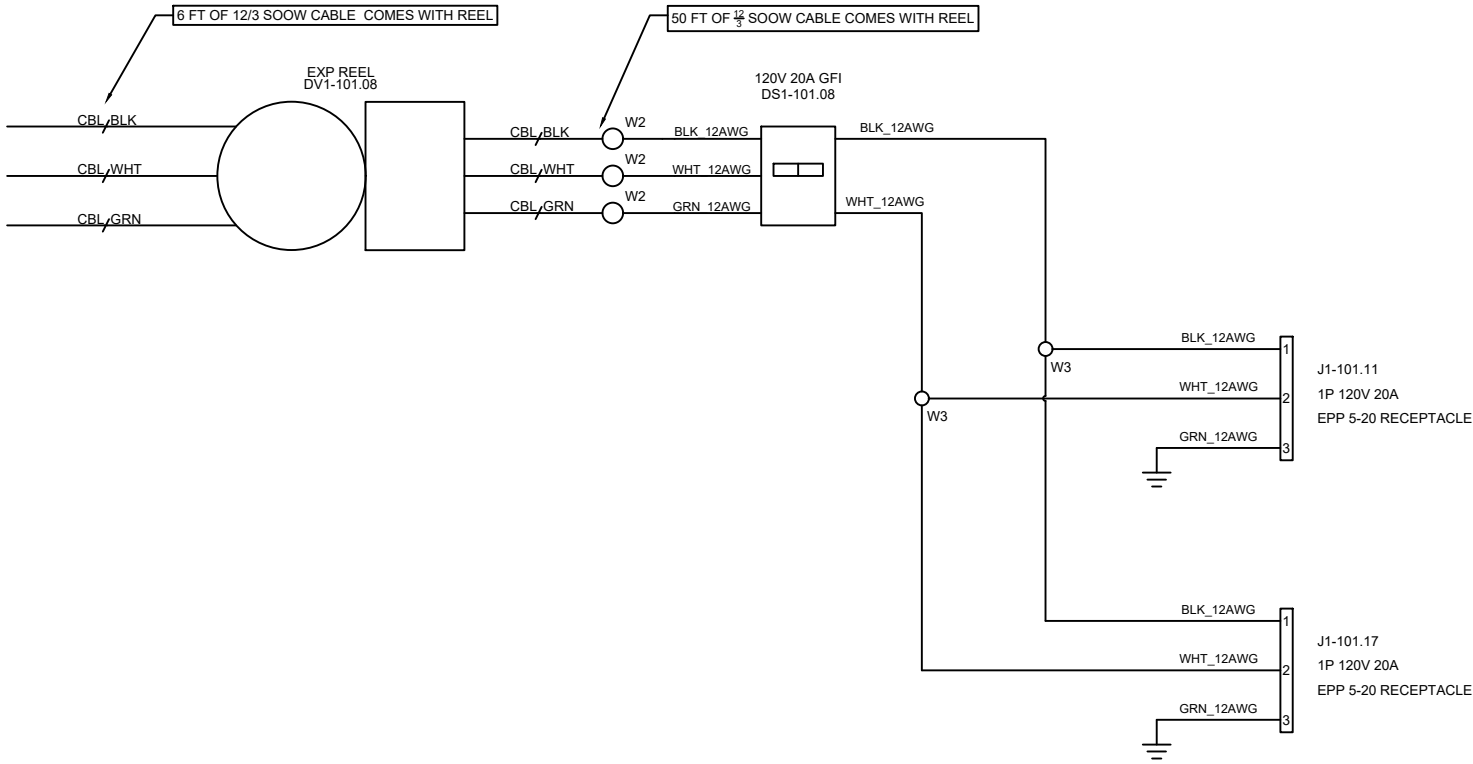 6 FT OF 12/3 SOOW CABLE  COMES WITH REEL
50 FT OF 12/3 SOOW CABLE COMES WITH REEL
EXP REEL
DV1-101.08
120V 20A GFI
DS1-101.08
CBL/BLK
CBL/WHT
CBL/GRN
CBL/BLK
W2
BLK_12AWG
BLK_12AWG
CBL/WHT
W2
WHT_12AWG
CBL/GRN
W2
GRN_12AWG
WHT_12AWG
W3
W3
BLK_12AWG
1
WHT_12AWG
2
GRN_12AWG
3
J1-101.11
1P 120V 20A
EPP 5-20 RECEPTACLE
BLK_12AWG
1
WHT_12AWG
2
GRN_12AWG
3
J1-101.17
1P 120V 20A
EPP 5-20 RECEPTACLE